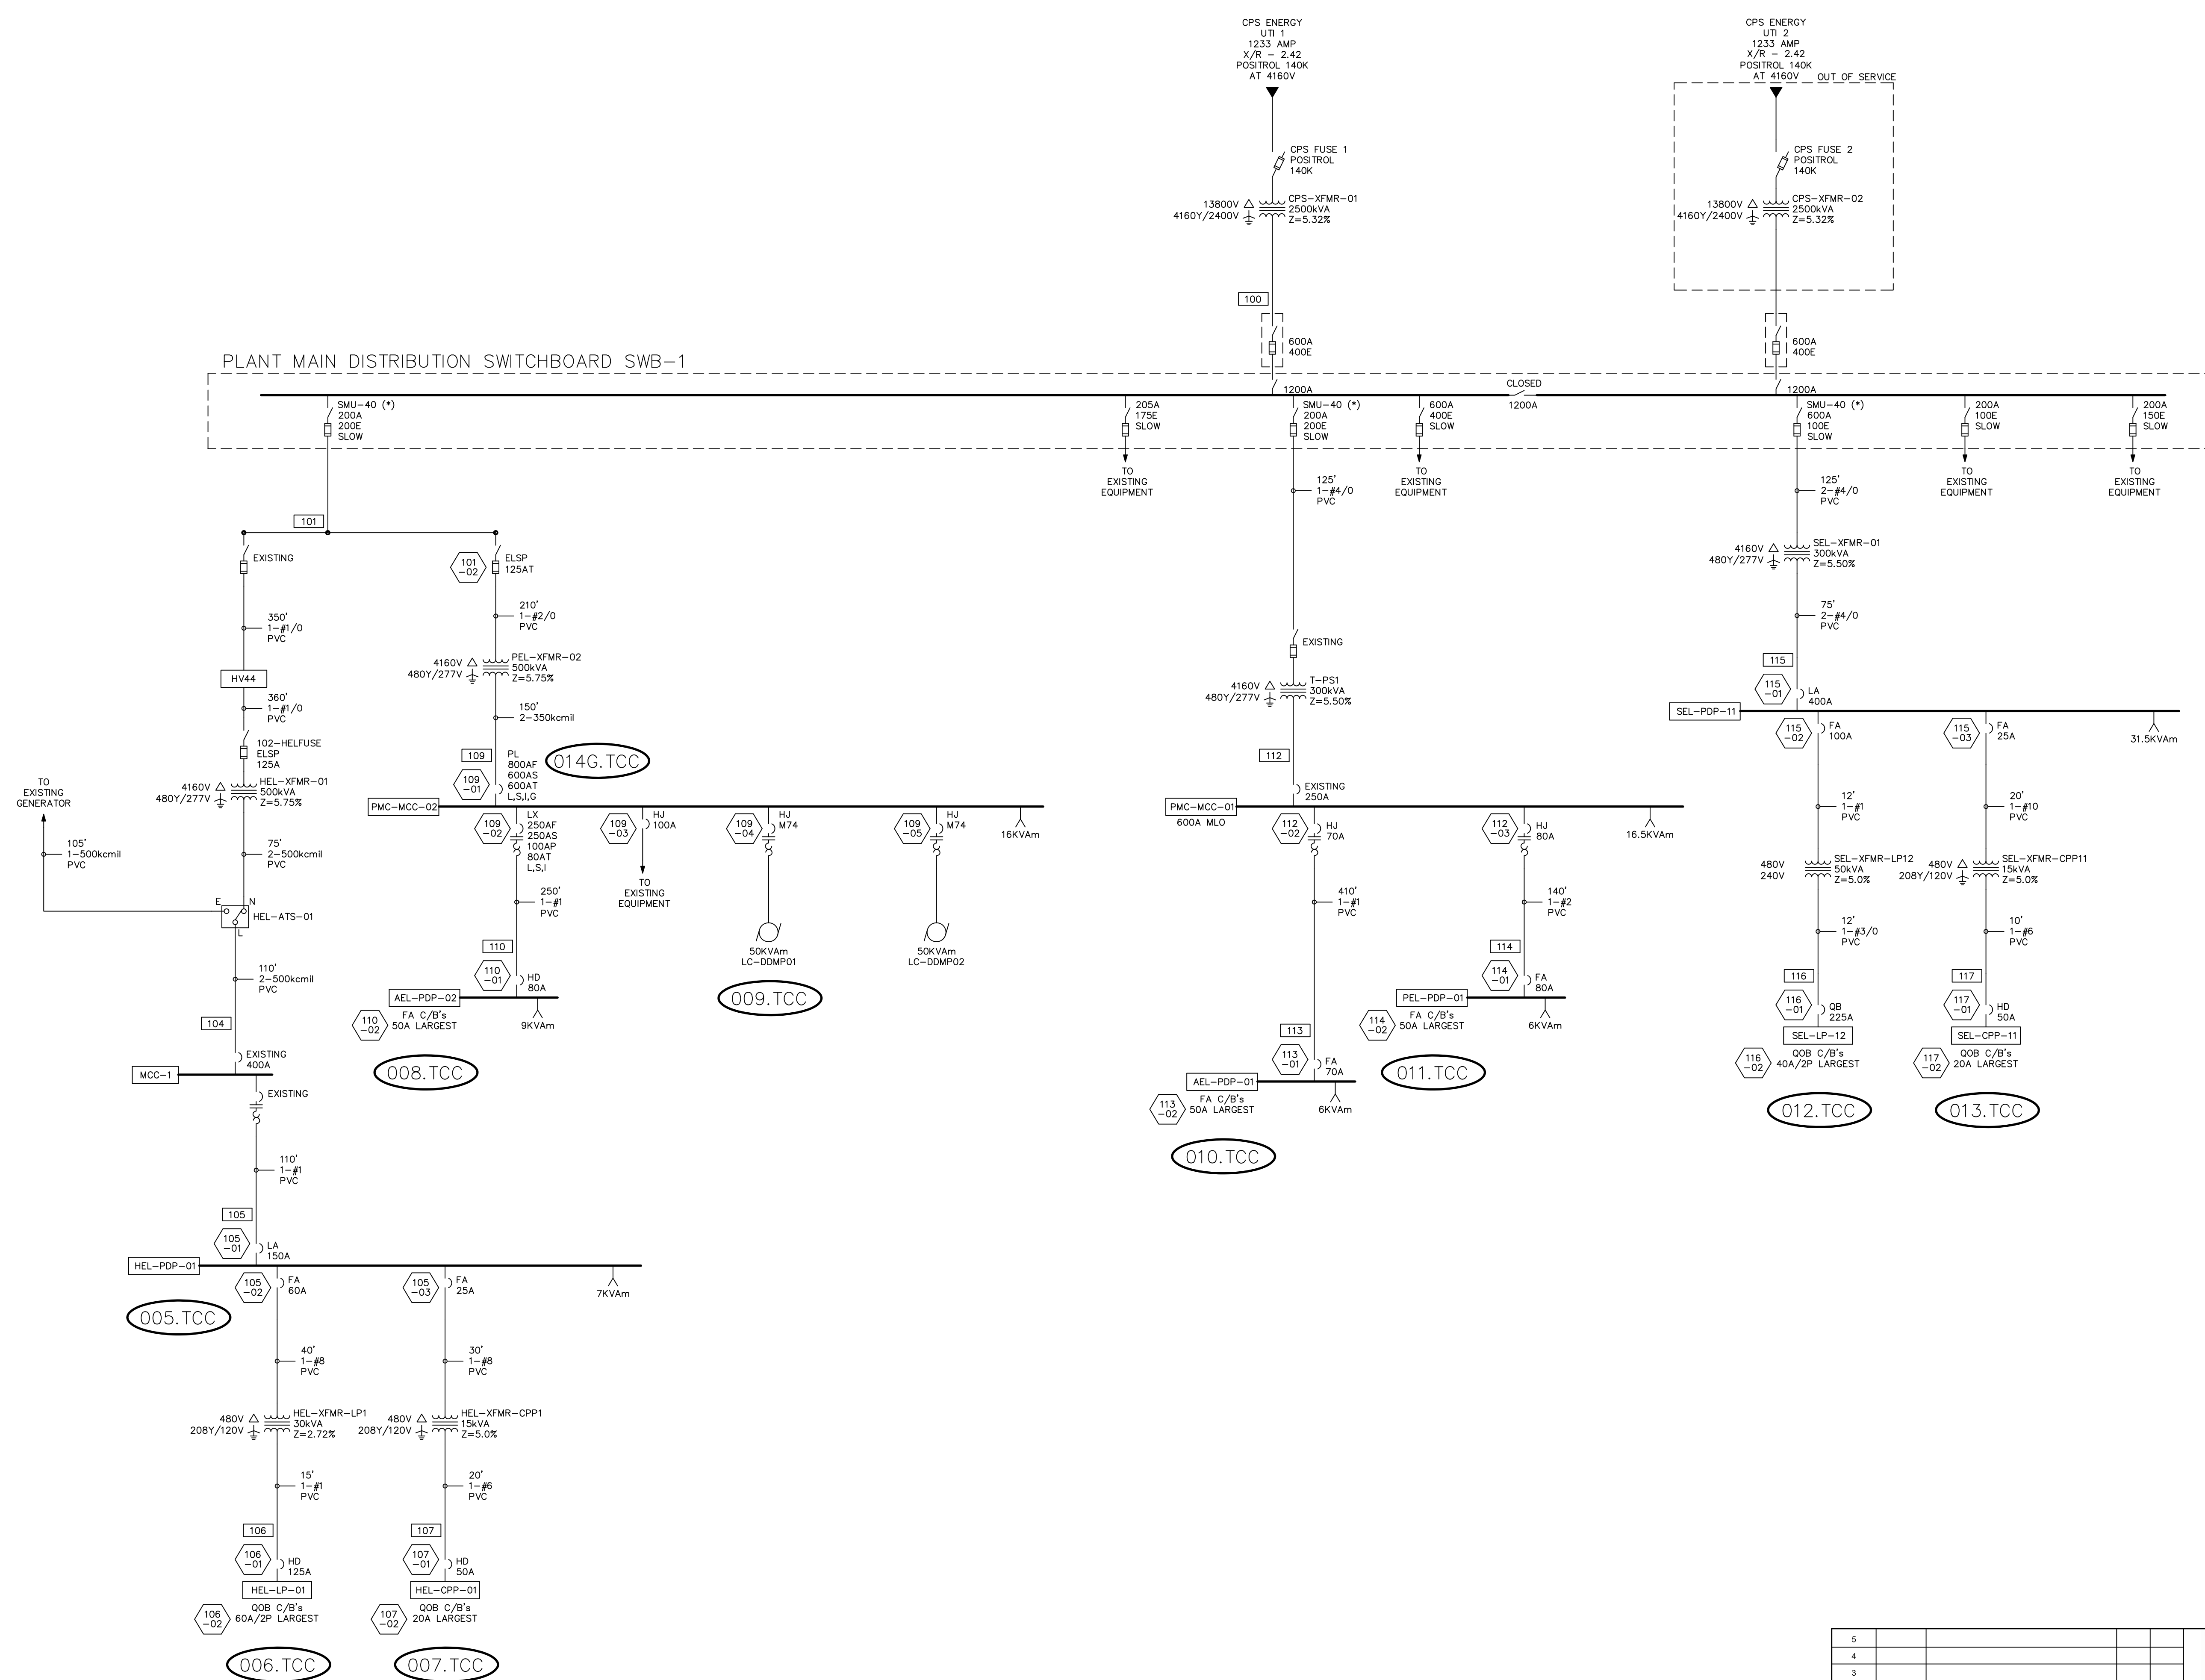 CPS ENERGY
UTI 1
1233 AMP
X/R - 2.42
POSITROL 140K
AT 4160V
CPS ENERGY
UTI 2
1233 AMP
X/R - 2.42
POSITROL 140K
AT 4160V
OUT OF SERVICE
CPS FUSE 1
POSITROL
140K
CPS FUSE 2
POSITROL
140K
13800V
4160Y/2400V
CPS-XFMR-01
2500kVA
Z=5.32%
13800V
4160Y/2400V
CPS-XFMR-02
2500kVA
Z=5.32%
100
600A
400E
600A
400E
PLANT MAIN DISTRIBUTION SWITCHBOARD SWB-1
1200A
CLOSED
1200A
1200A
SMU-40 (*)
200A
200E
SLOW
205A
175E
SLOW
SMU-40 (*)
200A
200E
SLOW
600A
400E
SLOW
SMU-40 (*)
600A
100E
SLOW
200A
100E
SLOW
200A
150E
SLOW
TO
EXISTING
EQUIPMENT
TO
EXISTING
EQUIPMENT
TO
EXISTING
EQUIPMENT
TO
EXISTING
EQUIPMENT
125'
1-#4/0
PVC
125'
2-#4/0
PVC
101
EXISTING
101
-02
ELSP
125AT
350'
1-#1/0
PVC
210'
1-#2/0
PVC
HV44
360'
1-#1/0
PVC
102-HELFUSE
ELSP
125A
4160V
480Y/277V
HEL-XFMR-01
500kVA
Z=5.75%
4160V
480Y/277V
PEL-XFMR-02
500kVA
Z=5.75%
150'
2-350kcmil
EXISTING
4160V
480Y/277V
T-PS1
300kVA
Z=5.50%
4160V
480Y/277V
SEL-XFMR-01
300kVA
Z=5.50%
75'
2-#4/0
PVC
115
115
-01
LA
400A
SEL-PDP-11
115
-02
FA
100A
115
-03
FA
25A
31.5KVAm
109
109
-01
PL
800AF
600AS
600AT
L,S,I,G
014G.TCC
112
EXISTING
250A
TO
EXISTING
GENERATOR
105'
1-500kcmil
PVC
75'
2-500kcmil
PVC
E
N
L
HEL-ATS-01
PMC-MCC-02
109
-02
LX
250AF
250AS
100AP
80AT
L,S,I
109
-03
HJ
100A
109
-04
HJ
M74
109
-05
HJ
M74
16KVAm
TO
EXISTING
EQUIPMENT
250'
1-#1
PVC
50KVAm
LC-DDMP01
50KVAm
LC-DDMP02
009.TCC
110
110
-01
HD
80A
AEL-PDP-02
110
-02
FA C/B's
50A LARGEST
9KVAm
008.TCC
PMC-MCC-01
600A MLO
112
-02
HJ
70A
112
-03
HJ
80A
16.5KVAm
410'
1-#1
PVC
140'
1-#2
PVC
114
114
-01
FA
80A
PEL-PDP-01
114
-02
FA C/B's
50A LARGEST
6KVAm
011.TCC
113
113
-01
FA
70A
AEL-PDP-01
113
-02
FA C/B's
50A LARGEST
6KVAm
010.TCC
12'
1-#1
PVC
20'
1-#10
PVC
480V
240V
SEL-XFMR-LP12
50kVA
Z=5.0%
480V
208Y/120V
SEL-XFMR-CPP11
15kVA
Z=5.0%
12'
1-#3/0
PVC
10'
1-#6
PVC
116
116
-01
QB
225A
SEL-LP-12
116
-02
QOB C/B's
40A/2P LARGEST
012.TCC
117
117
-01
HD
50A
SEL-CPP-11
117
-02
QOB C/B's
20A LARGEST
013.TCC
110'
2-500kcmil
PVC
104
EXISTING
400A
MCC-1
EXISTING
110'
1-#1
PVC
105
105
-01
LA
150A
HEL-PDP-01
105
-02
FA
60A
105
-03
FA
25A
7KVAm
005.TCC
40'
1-#8
PVC
30'
1-#8
PVC
480V
208Y/120V
HEL-XFMR-LP1
30kVA
Z=2.72%
480V
208Y/120V
HEL-XFMR-CPP1
15kVA
Z=5.0%
15'
1-#1
PVC
20'
1-#6
PVC
106
106
-01
HD
125A
HEL-LP-01
106
-02
QOB C/B's
60A/2P LARGEST
006.TCC
107
107
-01
HD
50A
HEL-CPP-01
107
-02
QOB C/B's
20A LARGEST
007.TCC
5
4
3